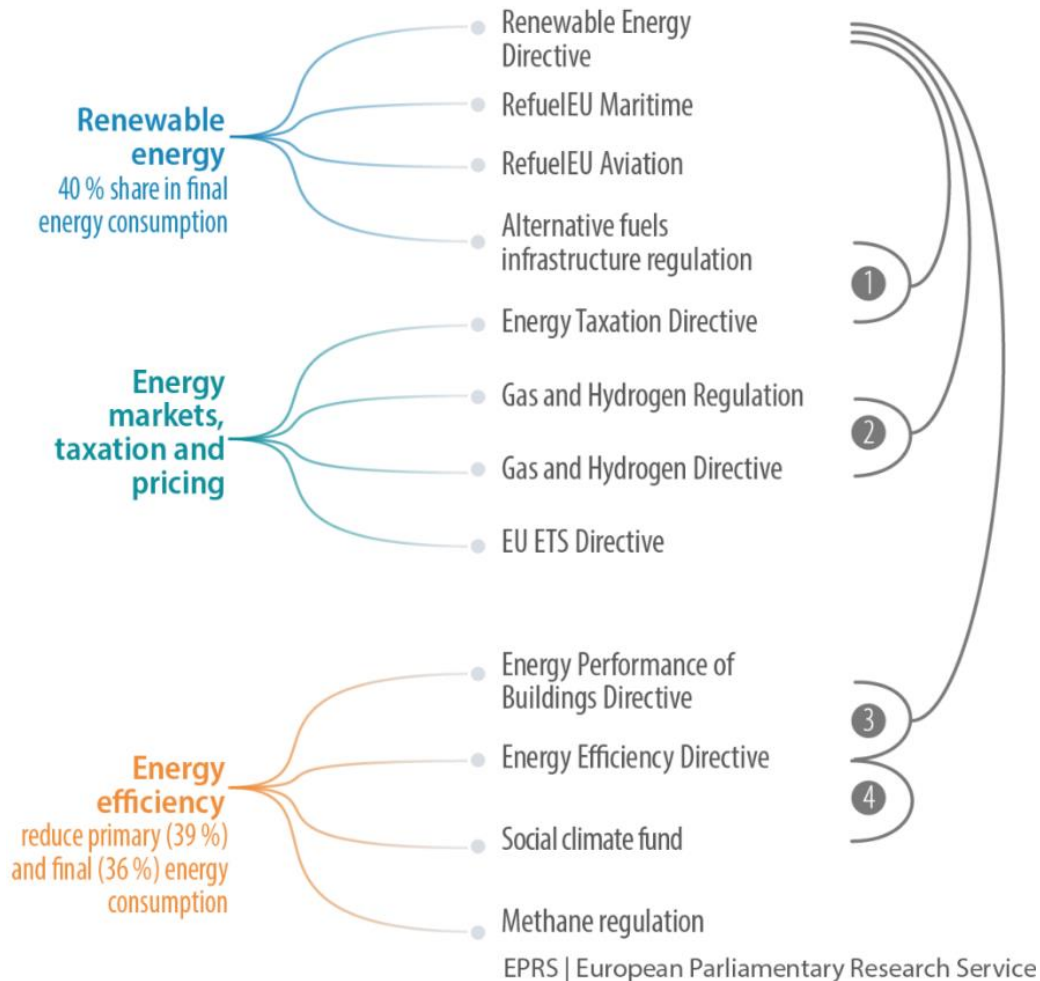 Renewable Energy
Directive
RefuelEU Maritime
RefuelEU Aviation
Alternative fuels
infrastructure regulation
Renewable
energy
40 % share in final
energy consumption
1
Energy Taxation Directive
Gas and Hydrogen Regulation
2
Gas and Hydrogen Directive
EU ETS Directive
Energy
markets,
taxation and
pricing
Energy Performance of
Buildings Directive
3
Energy Efficiency Directive
4
Social climate fund
Methane regulation
Energy
efficiency
reduce primary (39 %)
and final (36 %) energy
consumption
EPRS | European Parliamentary Research Service